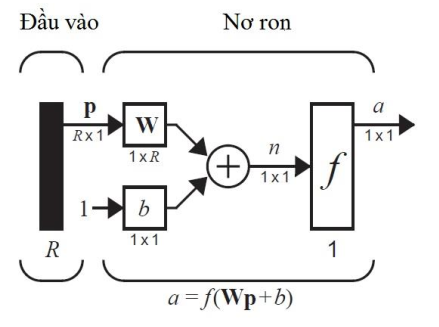 Đầu vào Nơ ron
p a
R x 1 W n 1 x 1
1 x R + 1 x 1 f
1 b
1 x 1
R 1
a = f(Wp+b)